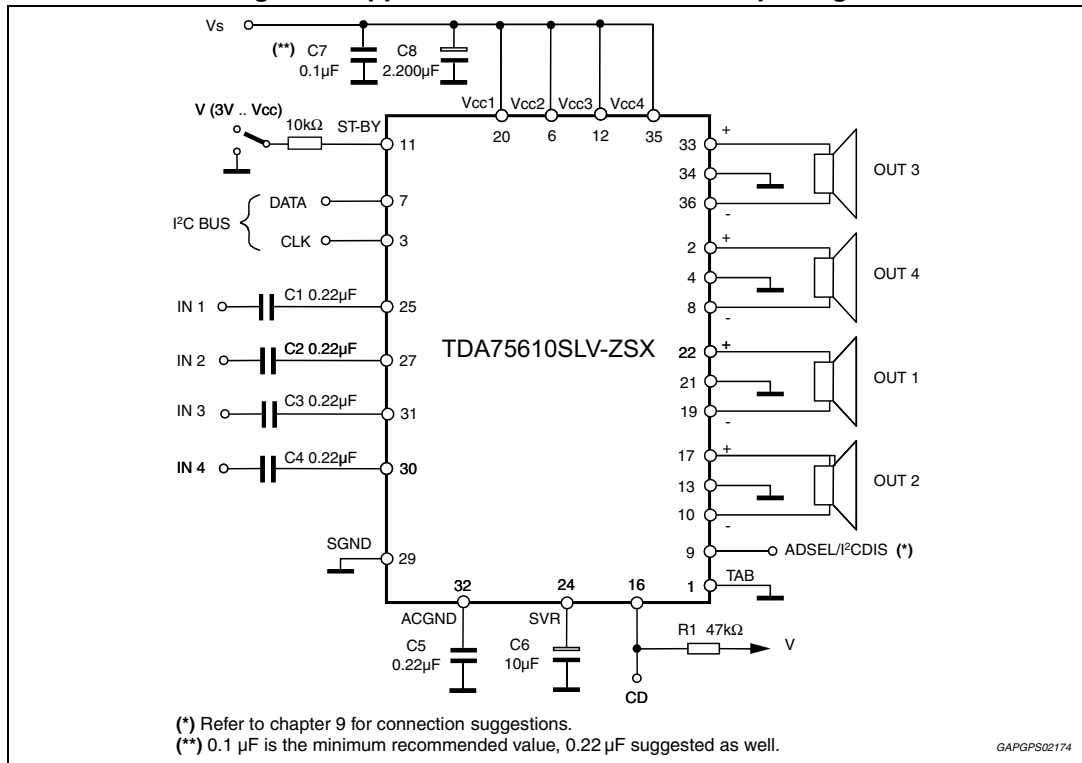 Vs
(**) C7
0.1µF
C8
2.200µF
Vcc1
Vcc2
Vcc3
Vcc4
20
6
12
35
V (3V .. Vcc)
10kΩ
ST-BY
11
I²C BUS
DATA
7
CLK
3
IN 1
C1 0.22µF
25
IN 2
C2 0.22µF
27
IN 3
C3 0.22µF
31
IN 4
C4 0.22µF
30
SGND
29
TDA75610SLV-ZSX
33
+
34
36
-
OUT 3
2
+
4
8
-
OUT 4
22
+
21
19
-
OUT 1
17
+
13
10
-
OUT 2
9
ADSEL/I²CDIS (*)
1
TAB
32
24
16
ACGND
SVR
C5
0.22µF
C6
10µF
R1 47kΩ
V
CD
(*) Refer to chapter 9 for connection suggestions.
(**) 0.1 µF is the minimum recommended value, 0.22 µF suggested as well.
GAPGPS02174